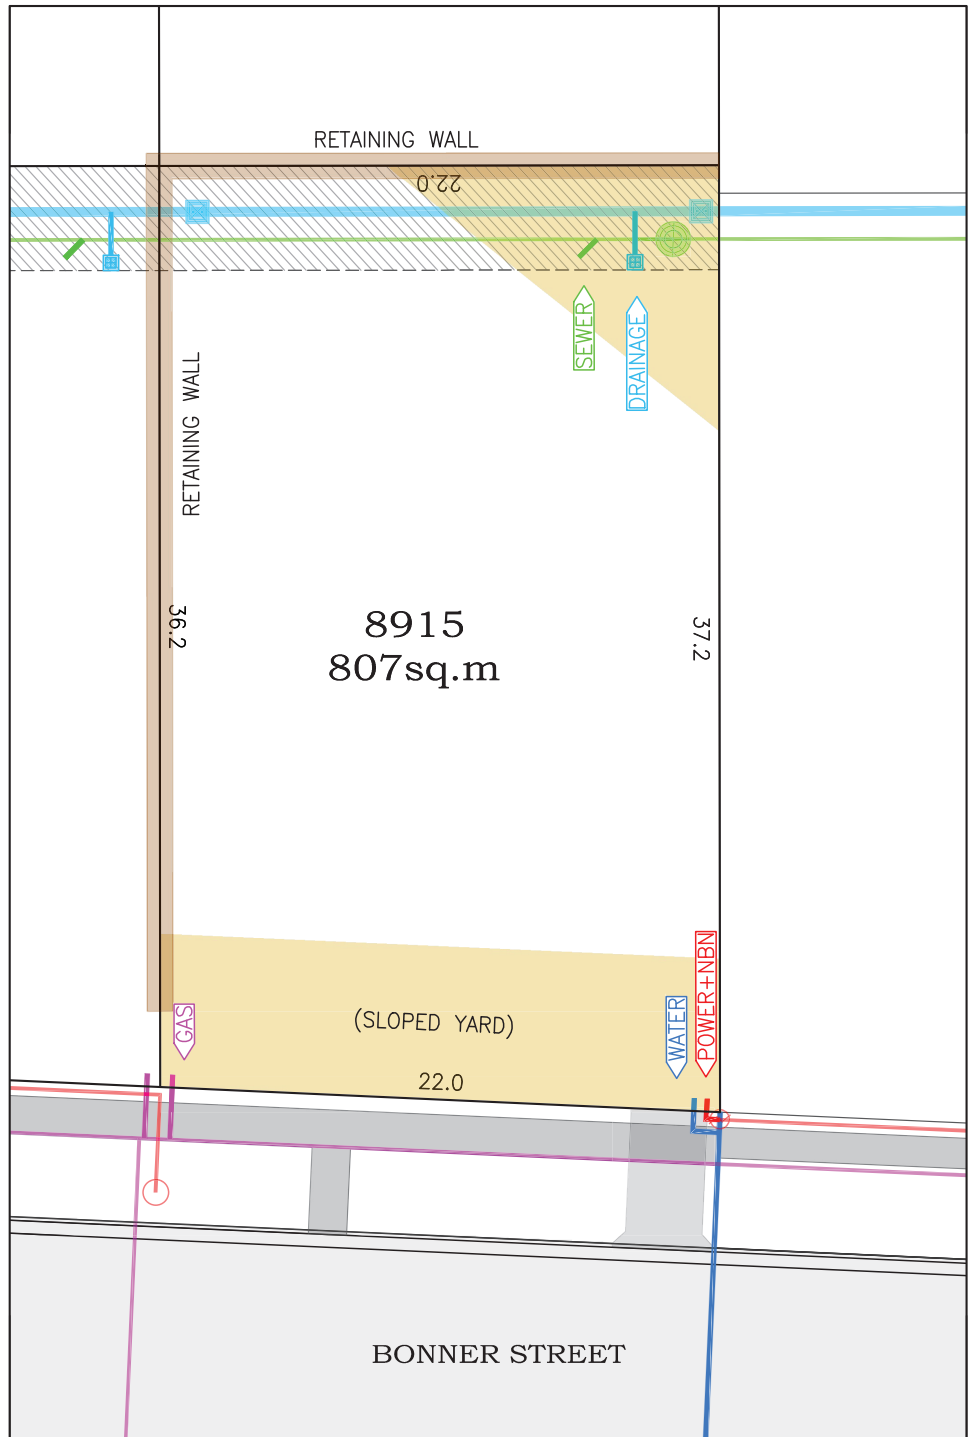 RETAINING WALL
22.0
SEWER
DRAINAGE
RETAINING WALL
36.2
8915
807sq.m
37.2
POWER+NBN
WATER
GAS
(SLOPED YARD)
22.0
BONNER STREET